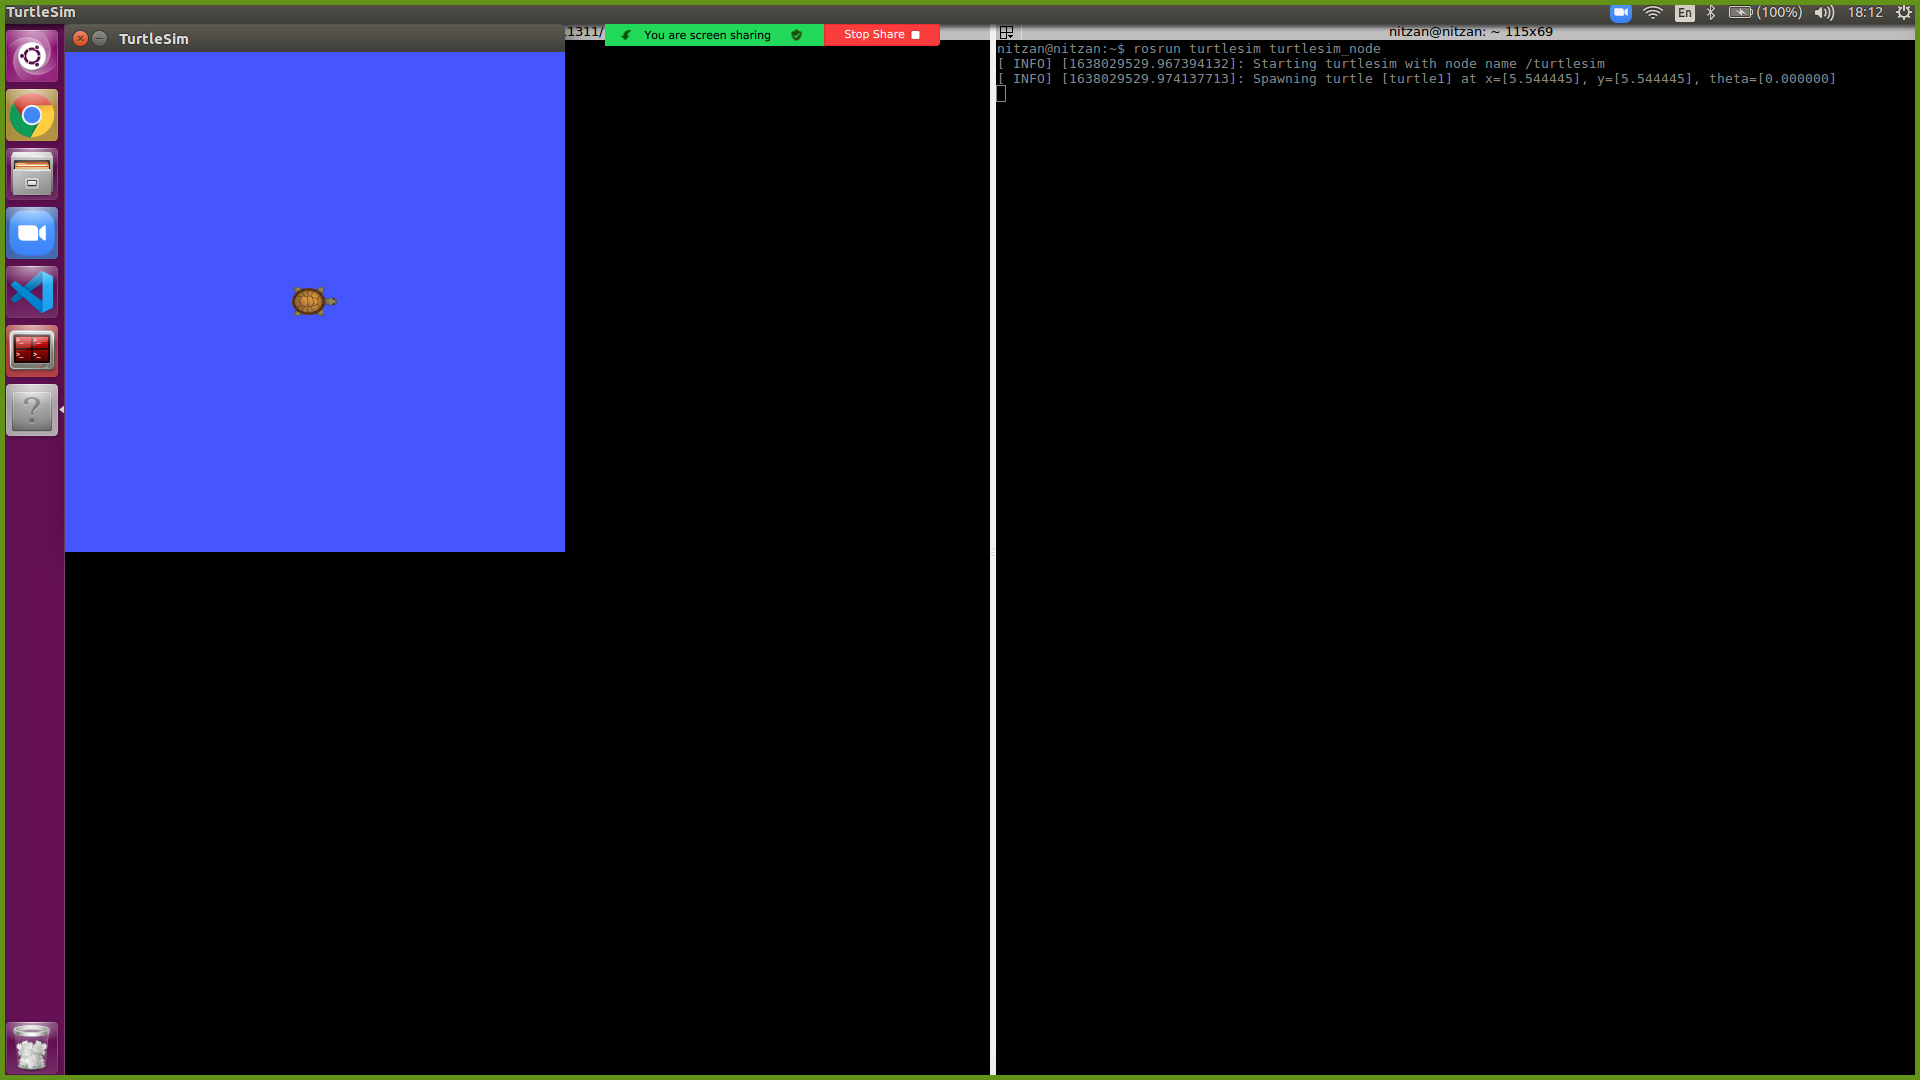 TurtleSim
En
(100%)
18:12
TurtleSim
.1311/
You are screen sharing
Stop Share
nitzan@nitzan: ~ 115x69
nitzan@nitzan:~$ rosrun turtlesim turtlesim_node
[ INFO] [1638029529.967394132]: Starting turtlesim with node name /turtlesim
[ INFO] [1638029529.974137713]: Spawning turtle [turtle1] at x=[5.544445], y=[5.544445], theta=[0.000000]